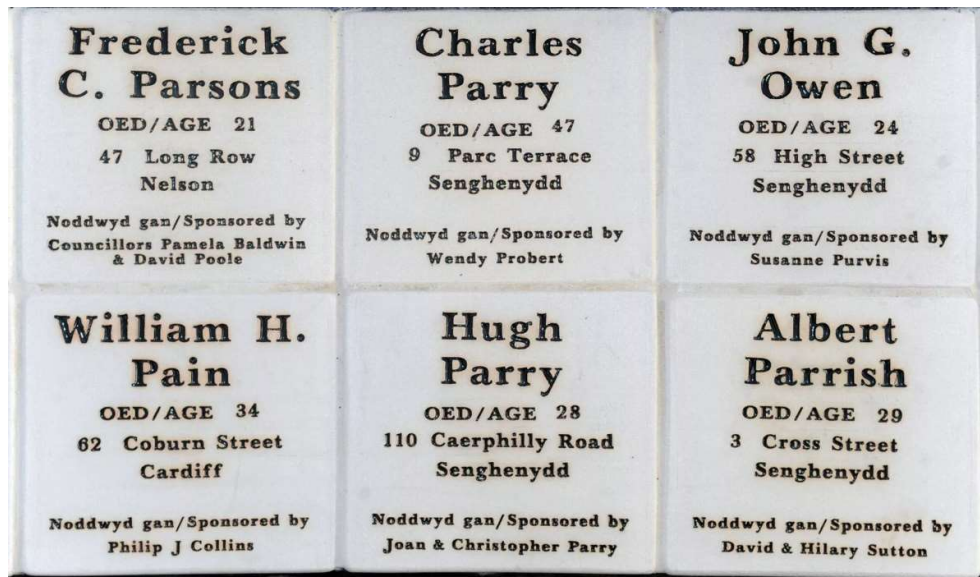 Frederick
C. Parsons
OED/AGE 21
47 Long Row
Nelson
Noddwyd gan/Sponsored by
Councillors Pamela Baldwin
& David Poole
Charles
Parry
OED/AGE 47
9 Parc Terrace
Senghenydd
Noddwyd gan/Sponsored by
Wendy Probert
John G.
Owen
OED/AGE 24
58 High Street
Senghenydd
Noddwyd gan/Sponsored by
Susanne Purvis
William H.
Pain
OED/AGE 34
62 Coburn Street
Cardiff
Noddwyd gan/Sponsored by
Philip J Collins
Hugh
Parry
OED/AGE 28
110 Caerphilly Road
Senghenydd
Noddwyd gan/Sponsored by
Joan & Christopher Parry
Albert
Parrish
OED/AGE 29
3 Cross Street
Senghenydd
Noddwyd gan/Sponsored by
David & Hilary Sutton